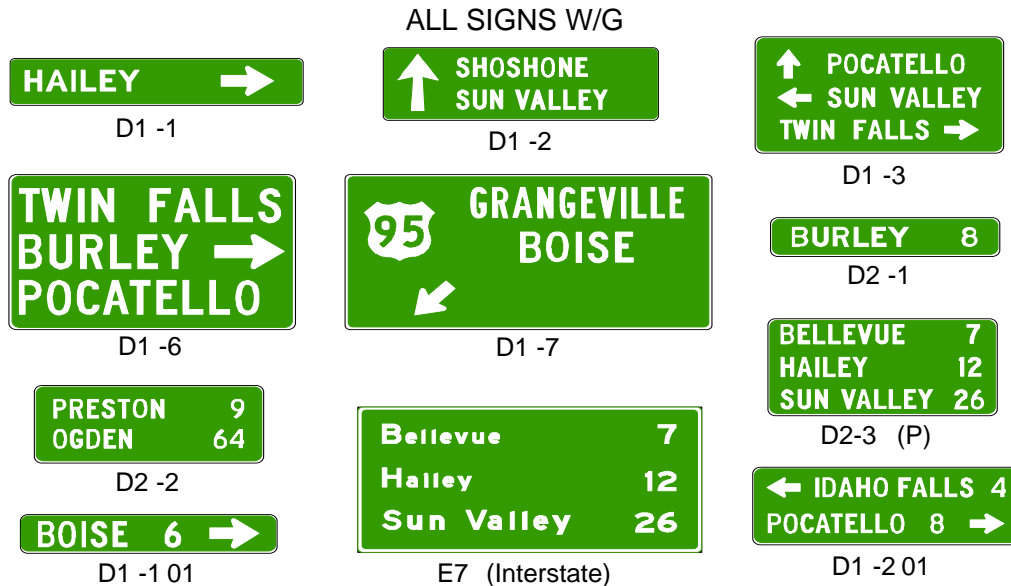 ALL SIGNS W/G
HAILEY
D1 -1
SHOSHONE
SUN VALLEY
D1 -2
POCATELLO
SUN VALLEY
TWIN FALLS
D1 -3
TWIN FALLS
BURLEY
POCATELLO
D1 -6
95
GRANGEVILLE
BOISE
D1 -7
BURLEY 8
D2 -1
BELLEVUE 7
HAILEY 12
SUN VALLEY 26
D2-3 (P)
PRESTON 9
OGDEN 64
D2 -2
Bellevue 7
Hailey 12
Sun Valley 26
E7 (Interstate)
BOISE 6
D1 -1 01
IDAHO FALLS 4
POCATELLO 8
D1 -2 01